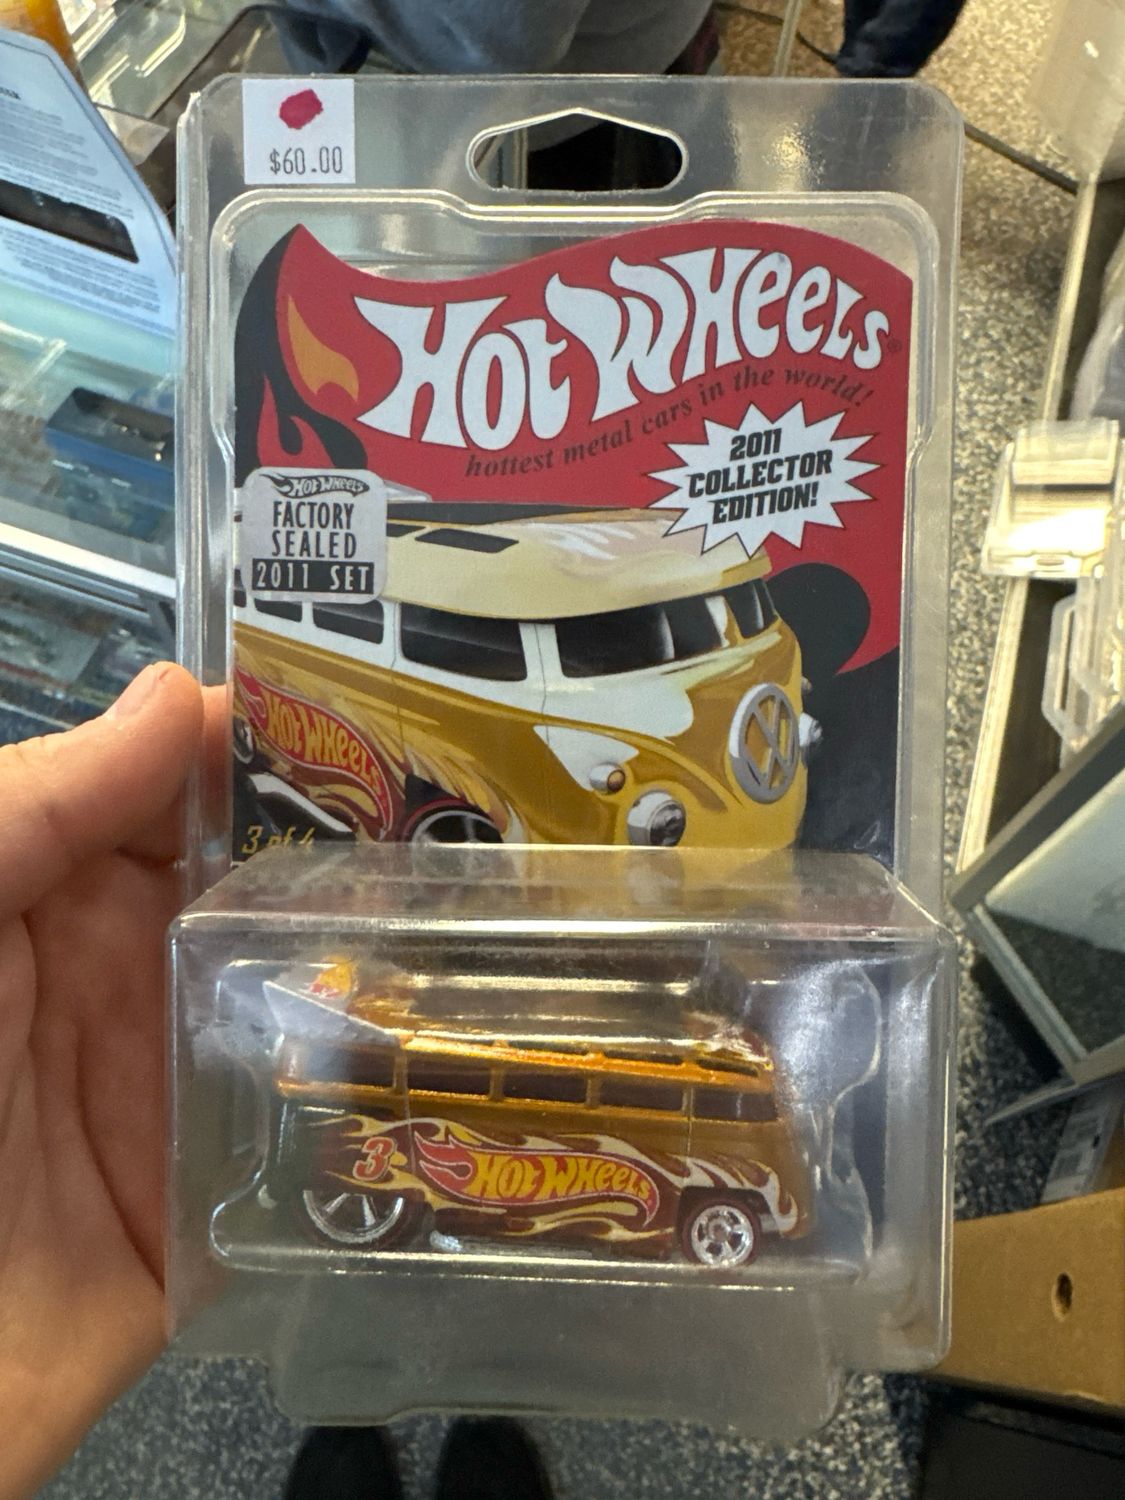 $60.00
HOT WHEELS®
hottest metal cars in the world!
2011
COLLECTOR
EDITION!
HOT WHEELS
FACTORY
SEALED
2011 SET
HOT WHEELS
3 of 4
3
HOT WHEELS